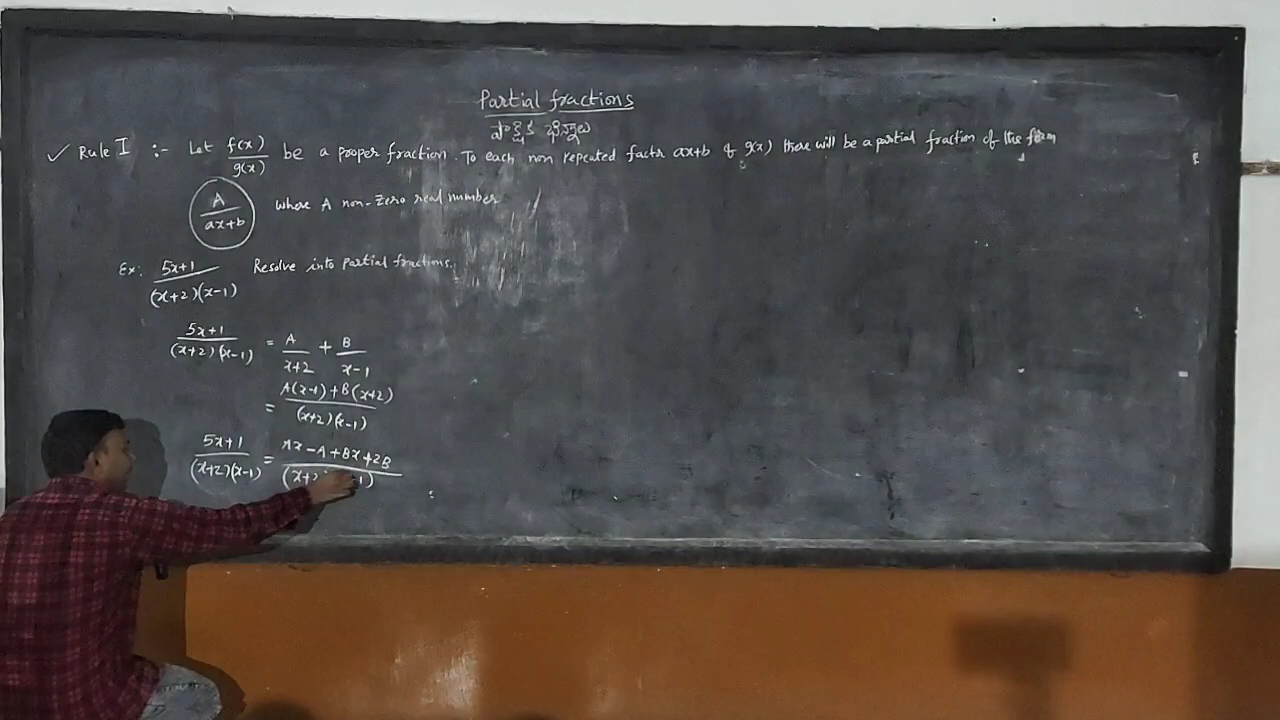 Partial fractions
పాక్షిక భిన్నాలు
✓ Rule I :- Let f(x)/g(x) be a proper fraction. To each non repeated factr ax+b of g(x) there will be a partial fraction of the form
A/(ax+b) where A non-zero real number
Ex: (5x+1)/((x+2)(x-1)) Resolve into partial fractions.
(5x+1)/((x+2)(x-1)) = A/(x+2) + B/(x-1)
= (A(x-1)+B(x+2))/((x+2)(x-1))
(5x+1)/((x+2)(x-1)) = (Ax-A+Bx+2B)/((x+2 -1)